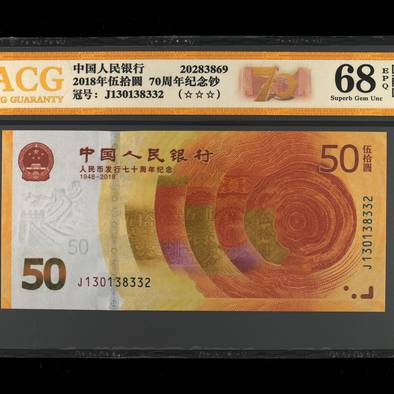 ACG
NG GUARANTY
中国人民银行 20283869
2018年伍拾圆 70周年纪念钞
冠号：J130138332 （☆☆☆）
70
68 EPQ
Superb Gem Unc
中国人民银行
人民币发行七十周年纪念
1948-2018
50 伍拾圆
50
50
J130138332
J130138332